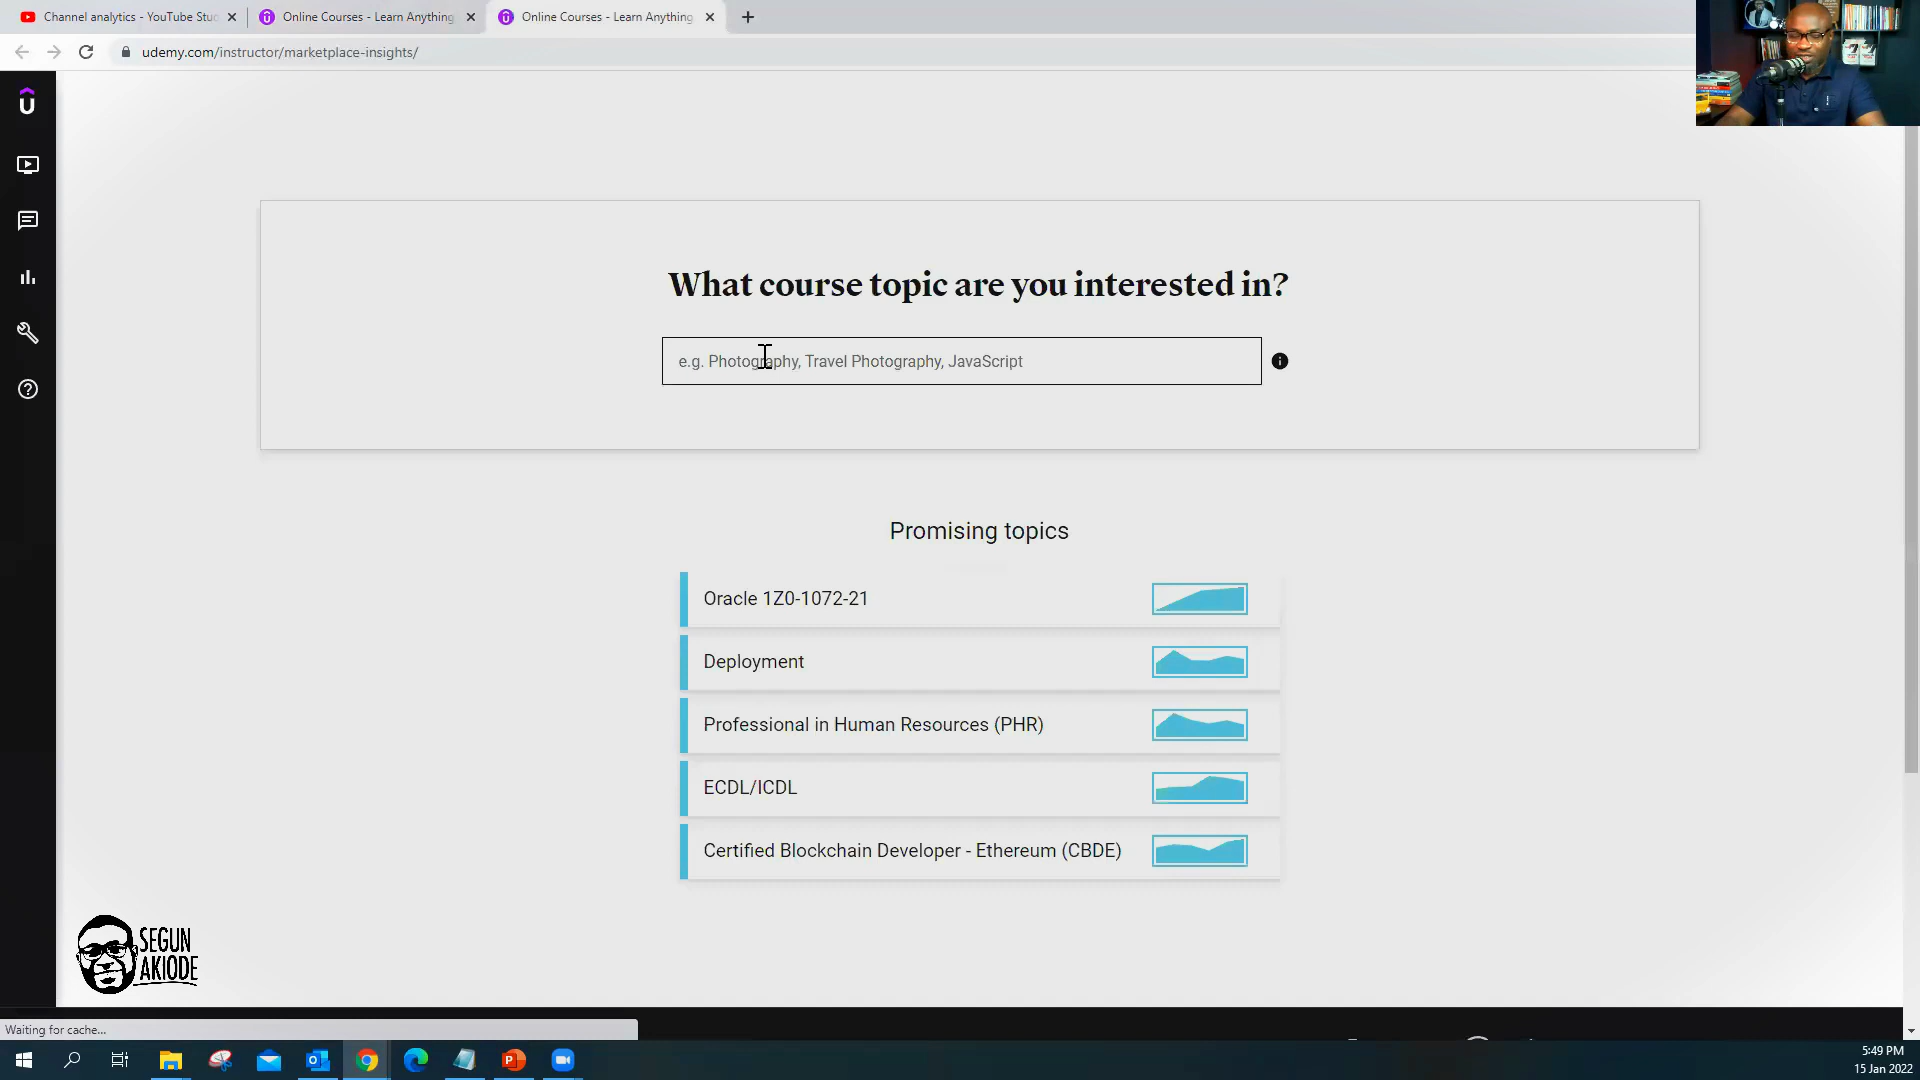 Channel analytics - YouTube Stu
Online Courses - Learn Anything
Online Courses - Learn Anything
udemy.com/instructor/marketplace-insights/
What course topic are you interested in?
e.g. Photography, Travel Photography, JavaScript
Promising topics
Oracle 1Z0-1072-21
Deployment
Professional in Human Resources (PHR)
ECDL/ICDL
Certified Blockchain Developer - Ethereum (CBDE)
SEGUN
AKIODE
Waiting for cache...
5:49 PM
15 Jan 2022